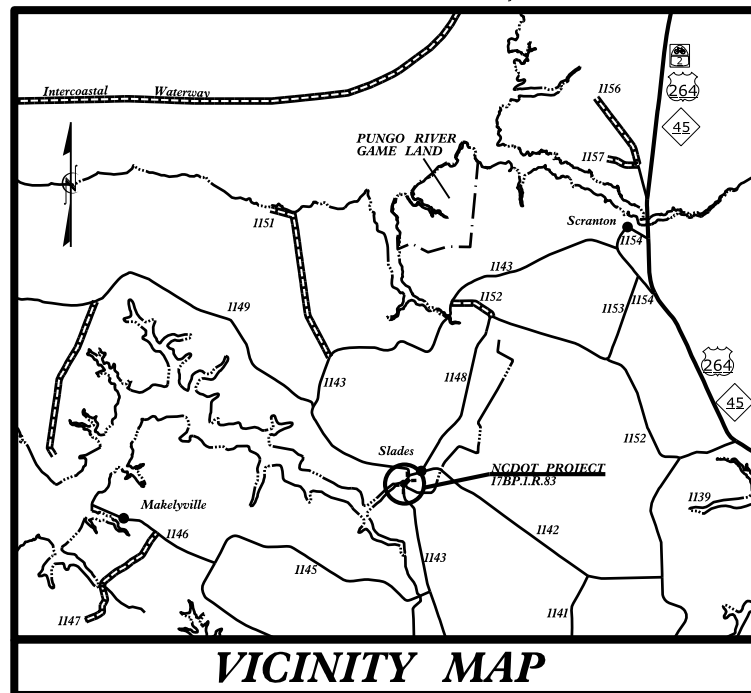 Intercoastal Waterway
2
264
45
1156
PUNGO RIVER
GAME LAND
1157
1151
Scranton
1154
1143
1149
1152
1153
1154
264
1143
1148
45
Slades
1152
NCDOT PROJECT
17BP.1.R.83
1139
Makelyville
1146
1142
1143
1145
1141
1147
VICINITY MAP